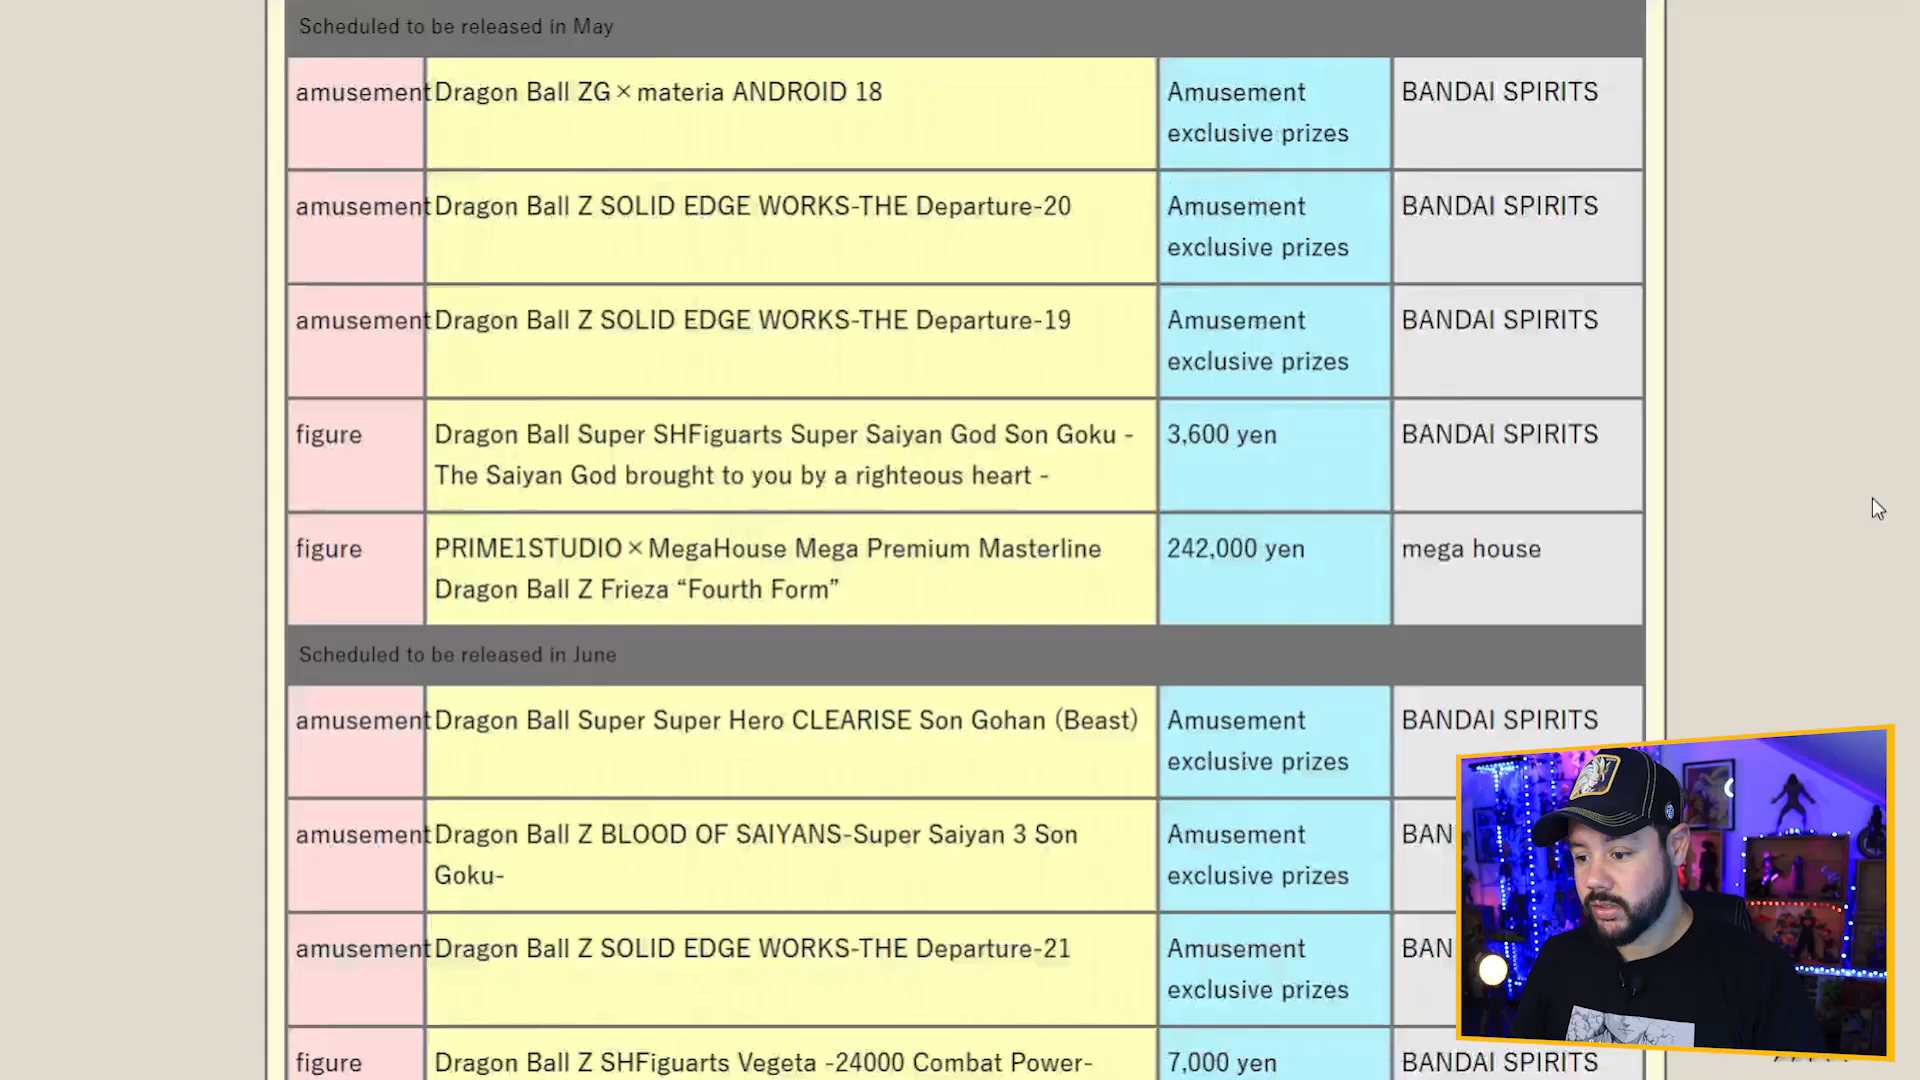 Scheduled to be released in May
amusement Dragon Ball ZG×materia ANDROID 18 Amusement BANDAI SPIRITS
exclusive prizes
amusement Dragon Ball Z SOLID EDGE WORKS-THE Departure-20 Amusement BANDAI SPIRITS
exclusive prizes
amusement Dragon Ball Z SOLID EDGE WORKS-THE Departure-19 Amusement BANDAI SPIRITS
exclusive prizes
figure Dragon Ball Super SHFiguarts Super Saiyan God Son Goku - 3,600 yen BANDAI SPIRITS
The Saiyan God brought to you by a righteous heart -
figure PRIME1STUDIO×MegaHouse Mega Premium Masterline 242,000 yen mega house
Dragon Ball Z Frieza “Fourth Form”
Scheduled to be released in June
amusement Dragon Ball Super Super Hero CLEARISE Son Gohan (Beast) Amusement BANDAI SPIRITS
exclusive prizes
amusement Dragon Ball Z BLOOD OF SAIYANS-Super Saiyan 3 Son Amusement BAN
Goku- exclusive prizes
amusement Dragon Ball Z SOLID EDGE WORKS-THE Departure-21 Amusement BAN
exclusive prizes
figure Dragon Ball Z SHFiguarts Vegeta -24000 Combat Power- 7,000 yen BANDAI SPIRITS